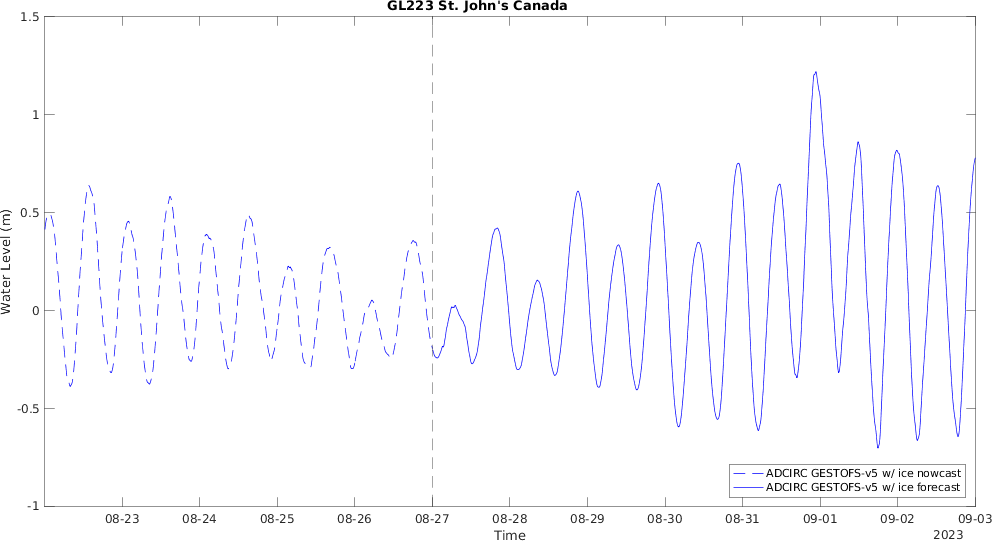 GL223 St. John's Canada
Water Level (m)
1.5
1
0.5
0
-0.5
-1
ADCIRC GESTOFS-v5 w/ ice nowcast
ADCIRC GESTOFS-v5 w/ ice forecast
08-23 08-24 08-25 08-26 08-27 08-28 08-29 08-30 08-31 09-01 09-02 09-03
Time
2023